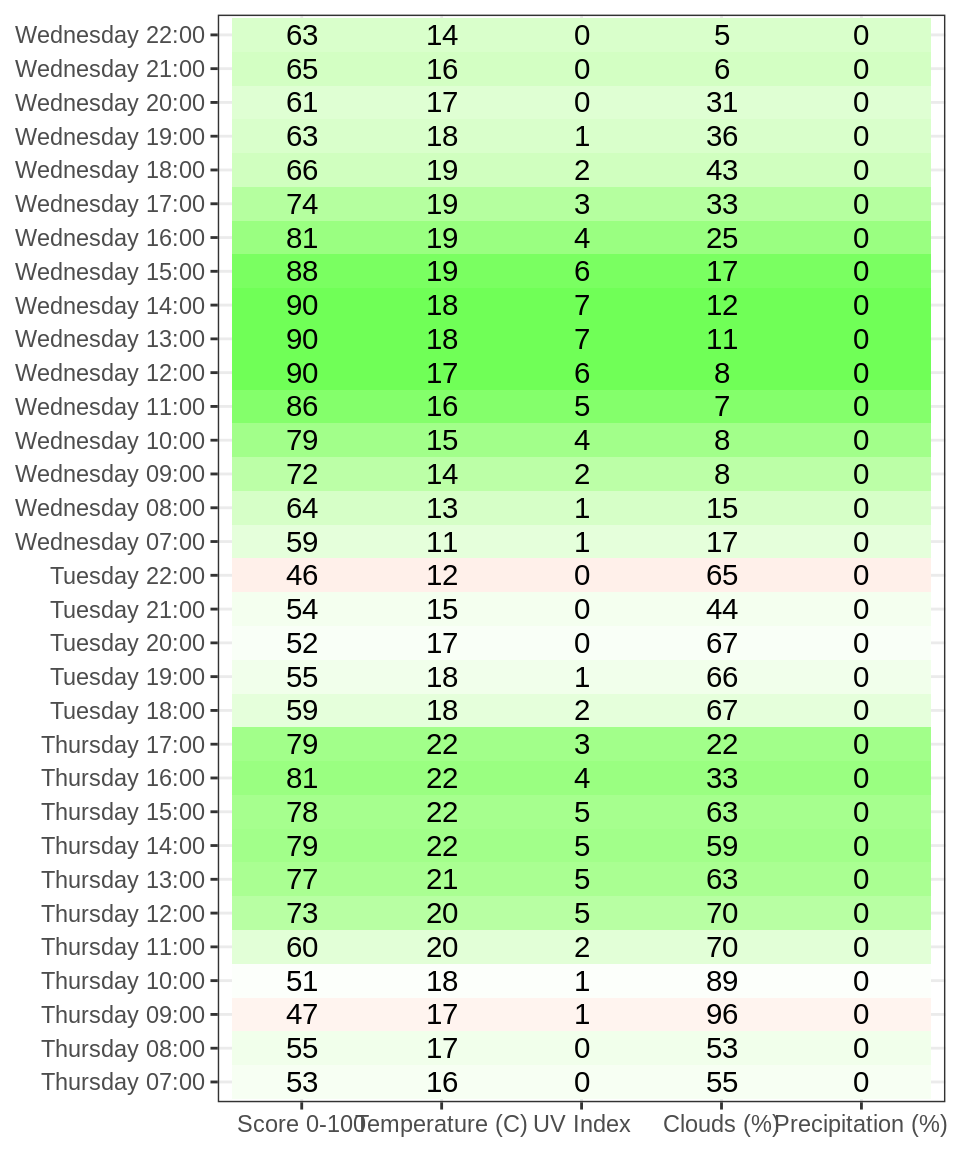 Wednesday 22:00 63 14 0 5 0
Wednesday 21:00 65 16 0 6 0
Wednesday 20:00 61 17 0 31 0
Wednesday 19:00 63 18 1 36 0
Wednesday 18:00 66 19 2 43 0
Wednesday 17:00 74 19 3 33 0
Wednesday 16:00 81 19 4 25 0
Wednesday 15:00 88 19 6 17 0
Wednesday 14:00 90 18 7 12 0
Wednesday 13:00 90 18 7 11 0
Wednesday 12:00 90 17 6 8 0
Wednesday 11:00 86 16 5 7 0
Wednesday 10:00 79 15 4 8 0
Wednesday 09:00 72 14 2 8 0
Wednesday 08:00 64 13 1 15 0
Wednesday 07:00 59 11 1 17 0
Tuesday 22:00 46 12 0 65 0
Tuesday 21:00 54 15 0 44 0
Tuesday 20:00 52 17 0 67 0
Tuesday 19:00 55 18 1 66 0
Tuesday 18:00 59 18 2 67 0
Thursday 17:00 79 22 3 22 0
Thursday 16:00 81 22 4 33 0
Thursday 15:00 78 22 5 63 0
Thursday 14:00 79 22 5 59 0
Thursday 13:00 77 21 5 63 0
Thursday 12:00 73 20 5 70 0
Thursday 11:00 60 20 2 70 0
Thursday 10:00 51 18 1 89 0
Thursday 09:00 47 17 1 96 0
Thursday 08:00 55 17 0 53 0
Thursday 07:00 53 16 0 55 0
Score 0-100 Temperature (C) UV Index Clouds (%) Precipitation (%)